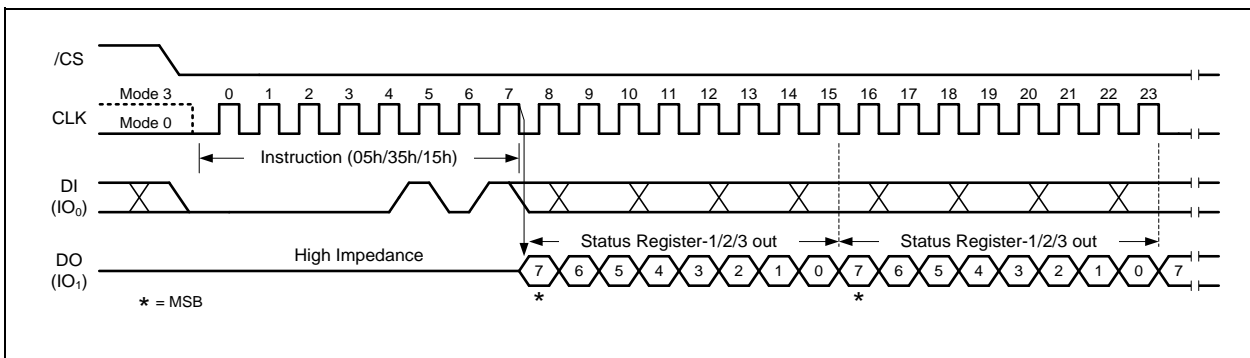 /CS
Mode 3
0 1 2 3 4 5 6 7 8 9 10 11 12 13 14 15 16 17 18 19 20 21 22 23
CLK
Mode 0
Instruction (05h/35h/15h)
DI
(IO₀)
Status Register-1/2/3 out Status Register-1/2/3 out
High Impedance
DO
(IO₁)
7 6 5 4 3 2 1 0 7 6 5 4 3 2 1 0 7
* *
* = MSB